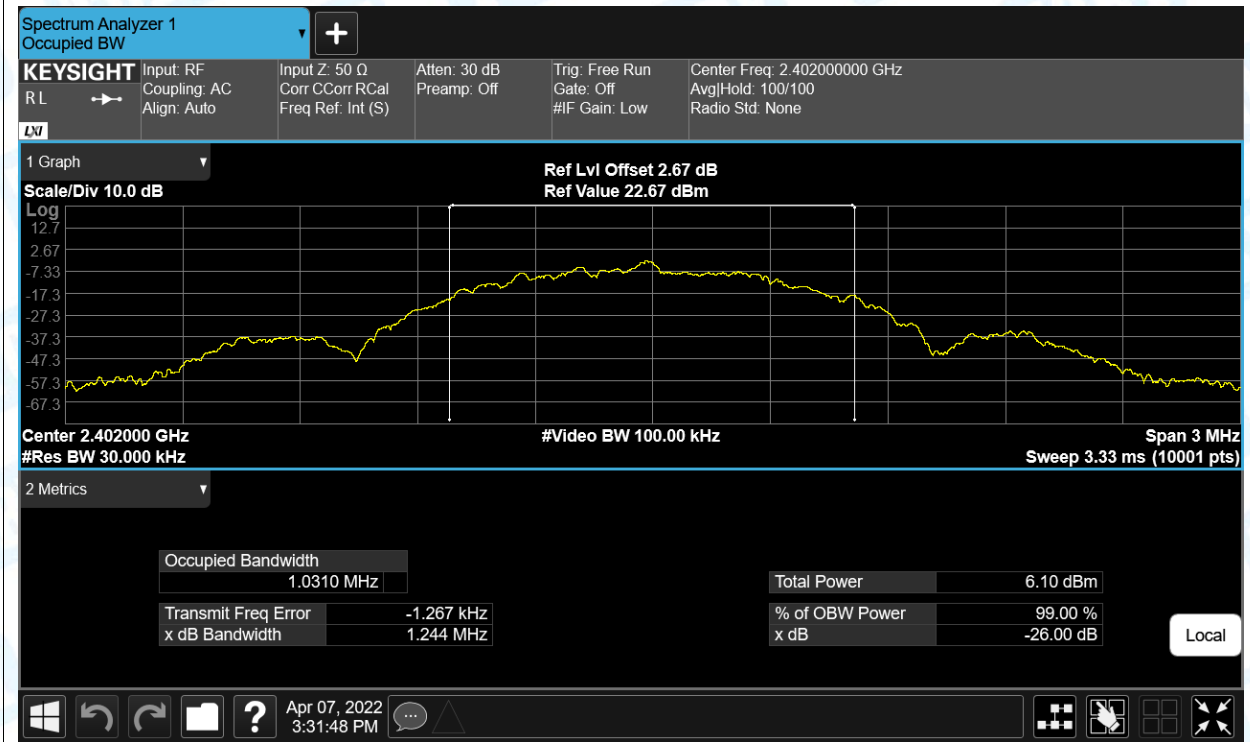 Spectrum Analyzer 1
Occupied BW
KEYSIGHT
R L
LXI
Input: RF
Coupling: AC
Align: Auto
Input Z: 50 Ω
Corr CCorr RCal
Freq Ref: Int (S)
Atten: 30 dB
Preamp: Off
Trig: Free Run
Gate: Off
#IF Gain: Low
Center Freq: 2.402000000 GHz
Avg|Hold: 100/100
Radio Std: None
1 Graph
Scale/Div 10.0 dB
Ref Lvl Offset 2.67 dB
Ref Value 22.67 dBm
Log
12.7
2.67
-7.33
-17.3
-27.3
-37.3
-47.3
-57.3
-67.3
Center 2.402000 GHz
#Video BW 100.00 kHz
Span 3 MHz
#Res BW 30.000 kHz
Sweep 3.33 ms (10001 pts)
2 Metrics
Occupied Bandwidth
1.0310 MHz
Total Power 6.10 dBm
Transmit Freq Error -1.267 kHz
% of OBW Power 99.00 %
x dB Bandwidth 1.244 MHz
x dB -26.00 dB
Local
?
Apr 07, 2022
3:31:48 PM